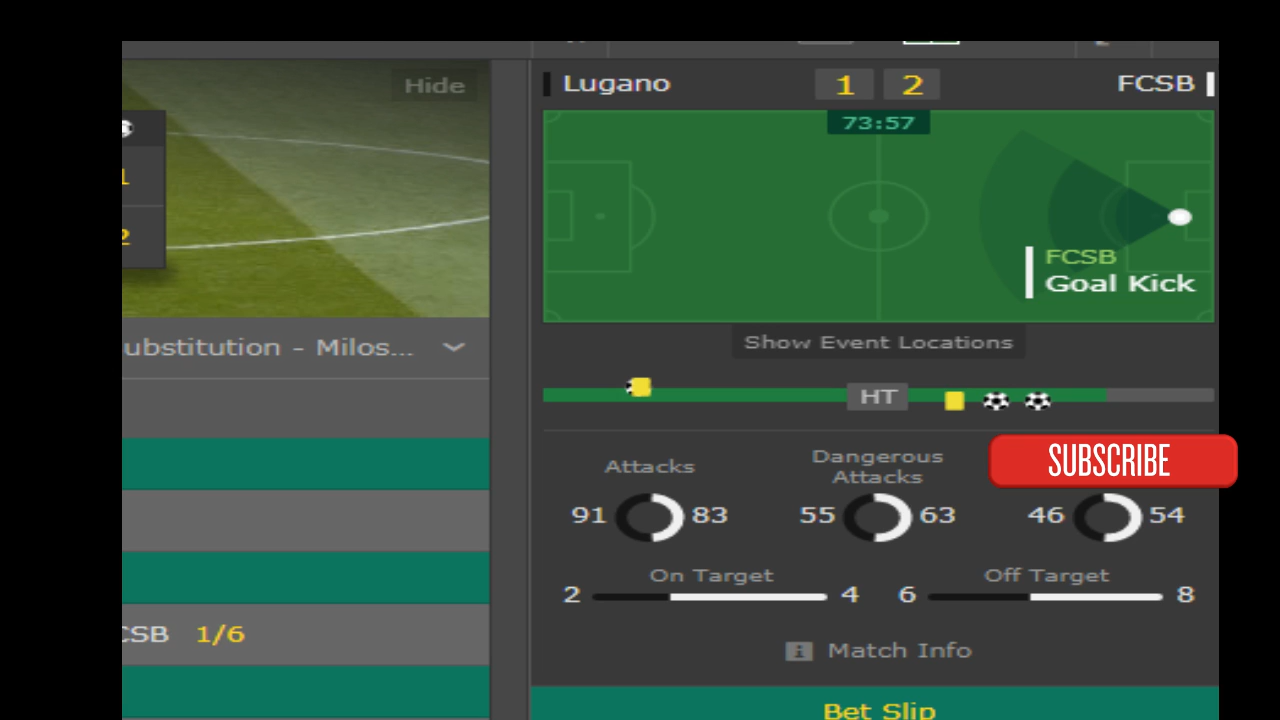 Hide
1
2
ubstitution - Milos...
CSB 1/6
Lugano 1 2 FCSB
73:57
FCSB
Goal Kick
Show Event Locations
HT
Attacks
91 83
Dangerous
Attacks
55 63
SUBSCRIBE
46 54
On Target
2 4
Off Target
6 8
i Match Info
Bet Slip